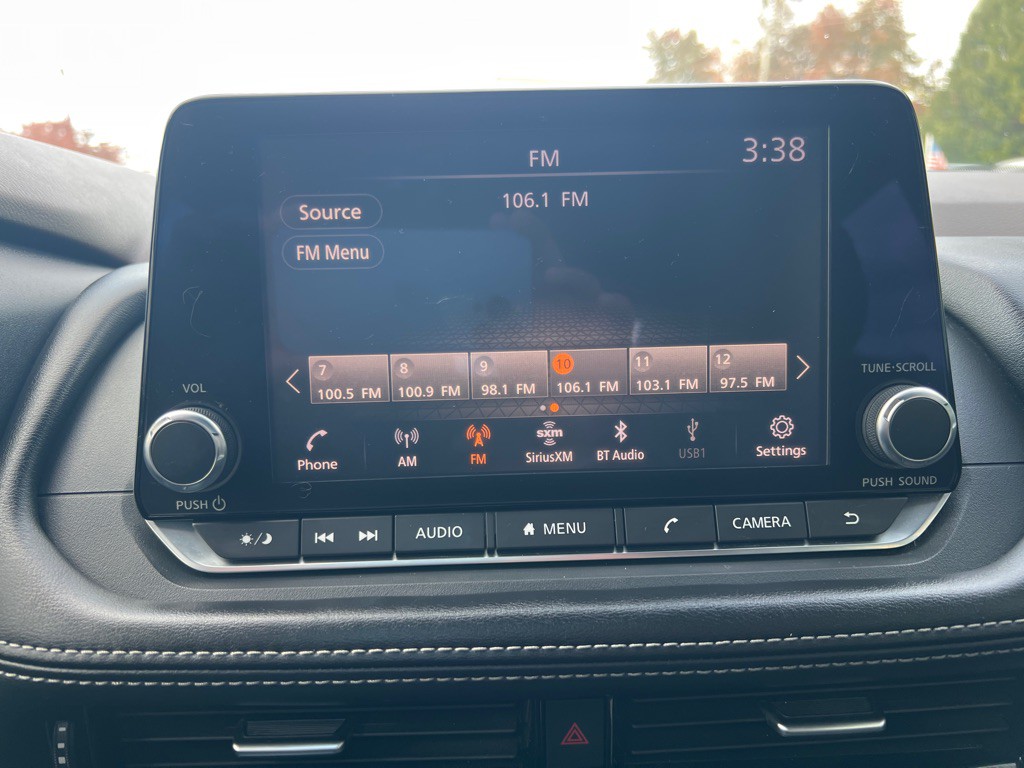 FM
3:38
Source
106.1 FM
FM Menu
7
8
9
10
11
12
100.5 FM
100.9 FM
98.1 FM
106.1 FM
103.1 FM
97.5 FM
VOL
TUNE•SCROLL
Phone
AM
FM
sxm
SiriusXM
BT Audio
USB1
Settings
PUSH
PUSH SOUND
AUDIO
MENU
CAMERA